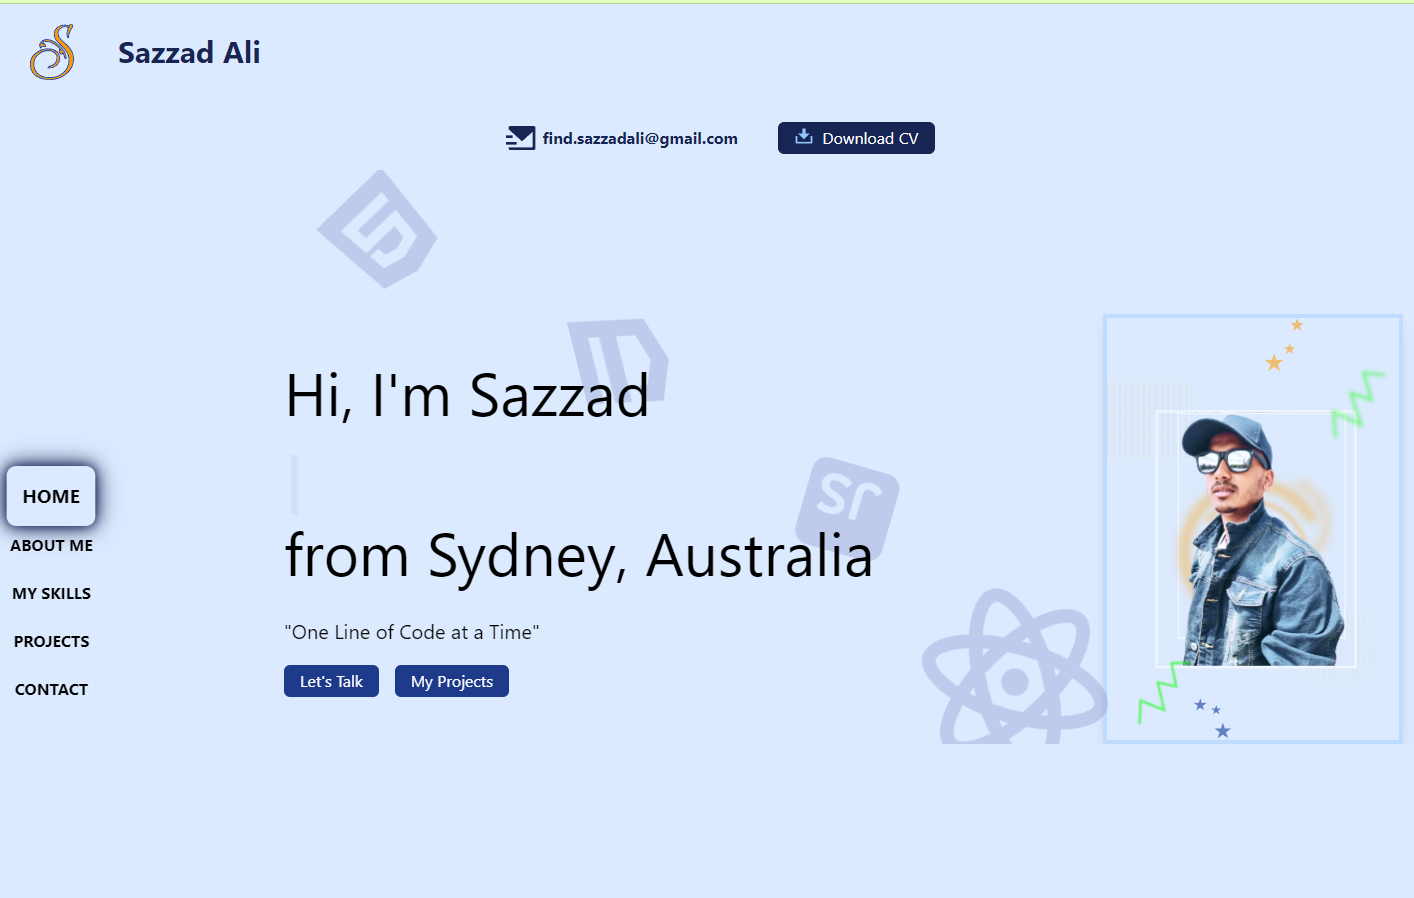 Sazzad Ali
find.sazzadali@gmail.com
Download CV
Hi, I'm Sazzad
from Sydney, Australia
"One Line of Code at a Time"
Let's Talk
My Projects
HOME
ABOUT ME
MY SKILLS
PROJECTS
CONTACT
JS